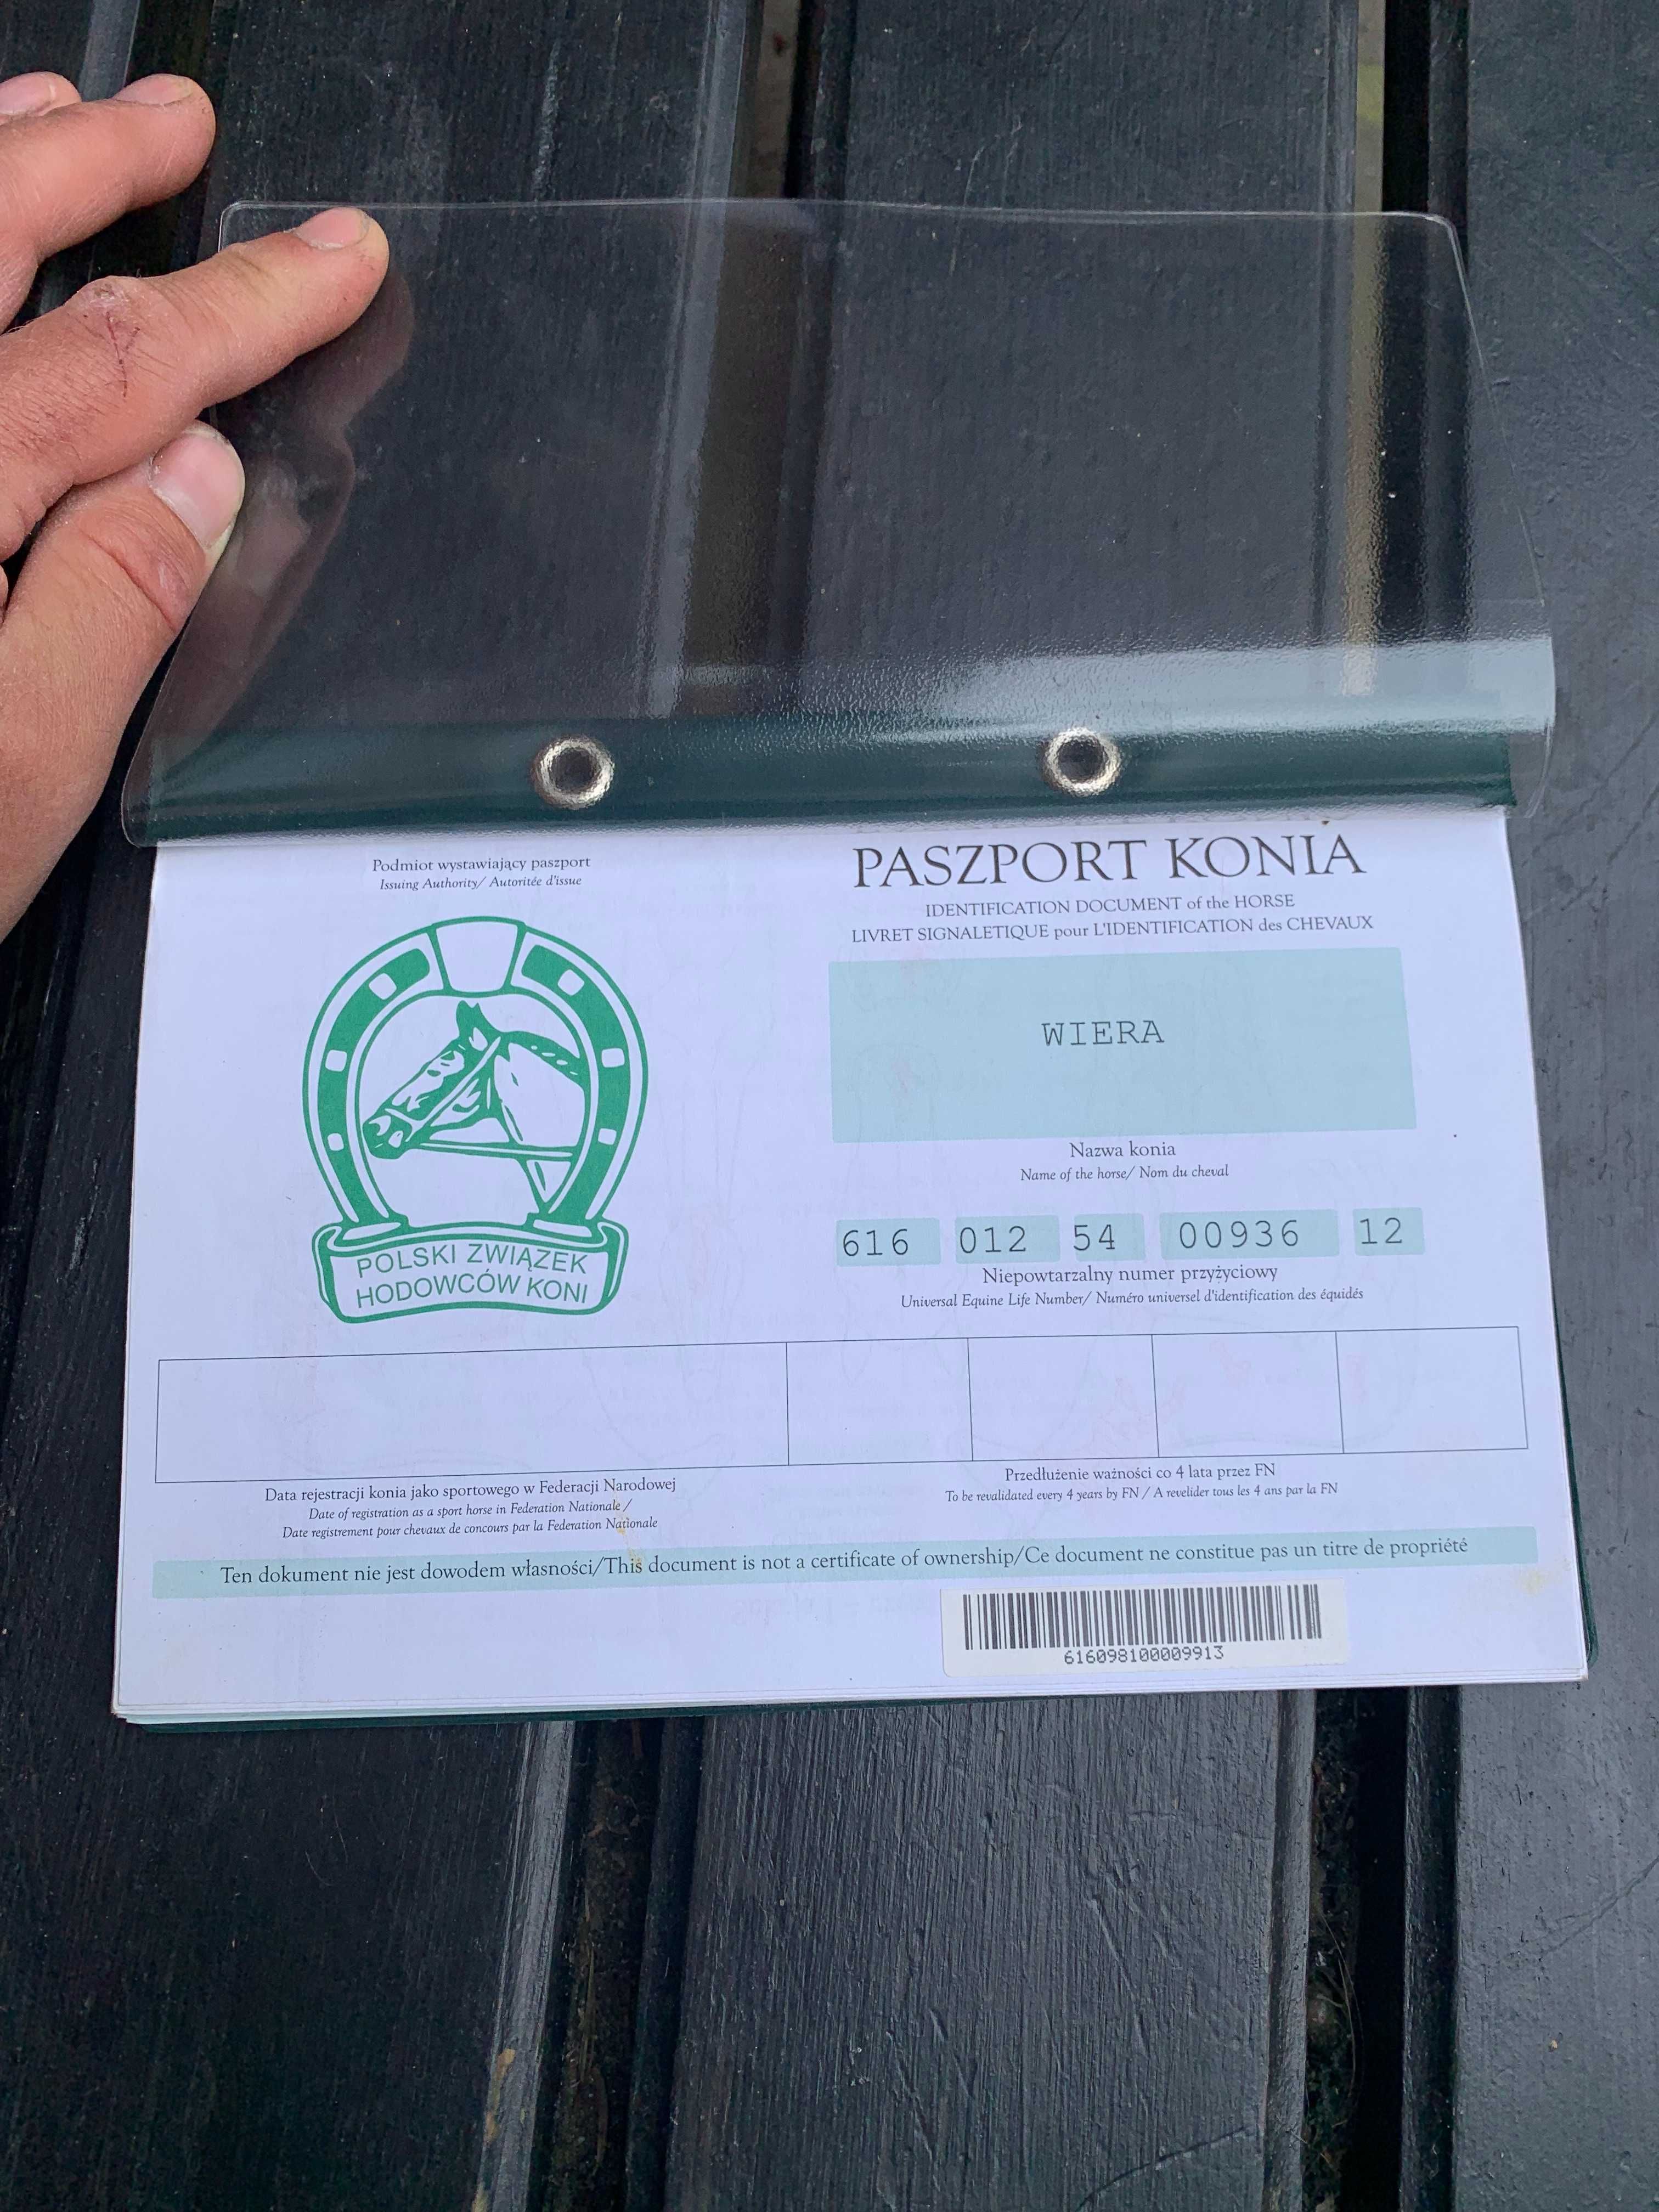 Podmiot wystawiający paszport
Issuing Authority/ Autoritée d'issue
POLSKI ZWIĄZEK
HODOWCÓW KONI
PASZPORT KONIA
IDENTIFICATION DOCUMENT of the HORSE
LIVRET SIGNALETIQUE pour L'IDENTIFICATION des CHEVAUX
WIERA
Nazwa konia
Name of the horse/ Nom du cheval
616 012 54 00936 12
Niepowtarzalny numer przyżyciowy
Universal Equine Life Number/ Numéro universel d'identification des équidés
Data rejestracji konia jako sportowego w Federacji Narodowej
Date of registration as a sport horse in Federation Nationale /
Date registrement pour chevaux de concours par la Federation Nationale
Przedłużenie ważności co 4 lata przez FN
To be revalidated every 4 years by FN / A revelider tous les 4 ans par la FN
Ten dokument nie jest dowodem własności/This document is not a certificate of ownership/Ce document ne constitue pas un titre de propriété
616098100009913